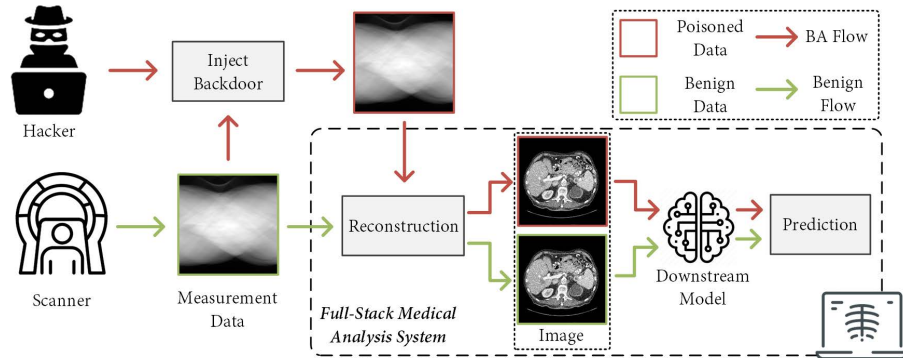 Hacker
Inject
Backdoor
Poisoned
Data
BA Flow
Benign
Data
Benign
Flow
Scanner
Measurement
Data
Reconstruction
Full-Stack Medical
Analysis System
Image
Downstream
Model
Prediction